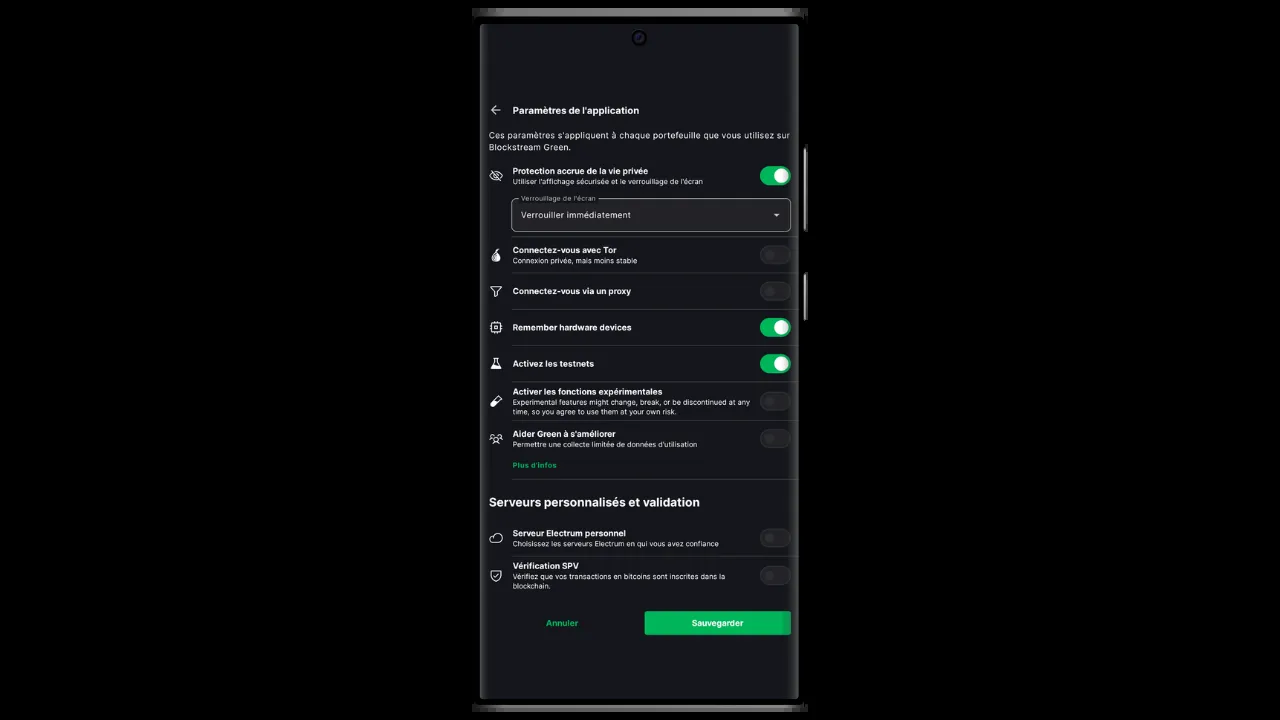 Paramètres de l'application
Ces paramètres s'appliquent à chaque portefeuille que vous utilisez sur
Blockstream Green.
Protection accrue de la vie privée
Utiliser l'affichage sécurisée et le verrouillage de l'écran
Verrouillage de l'écran
Verrouiller immédiatement
Connectez-vous avec Tor
Connexion privée, mais moins stable
Connectez-vous via un proxy
Remember hardware devices
Activez les testnets
Activer les fonctions expérimentales
Experimental features might change, break, or be discontinued at any
time, so you agree to use them at your own risk.
Aider Green à s'améliorer
Permettre une collecte limitée de données d'utilisation
Plus d'infos
Serveurs personnalisés et validation
Serveur Electrum personnel
Choisissez les serveurs Electrum en qui vous avez confiance
Vérification SPV
Vérifiez que vos transactions en bitcoins sont inscrites dans la
blockchain.
Annuler
Sauvegarder